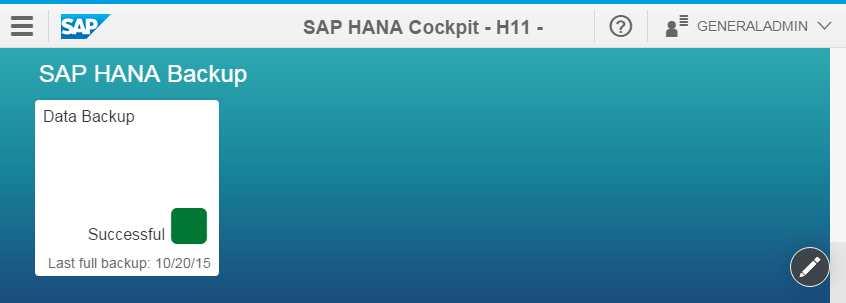 SAP
SAP HANA Cockpit - H11 -
?
GENERALADMIN
SAP HANA Backup
Data Backup
Successful
Last full backup: 10/20/15